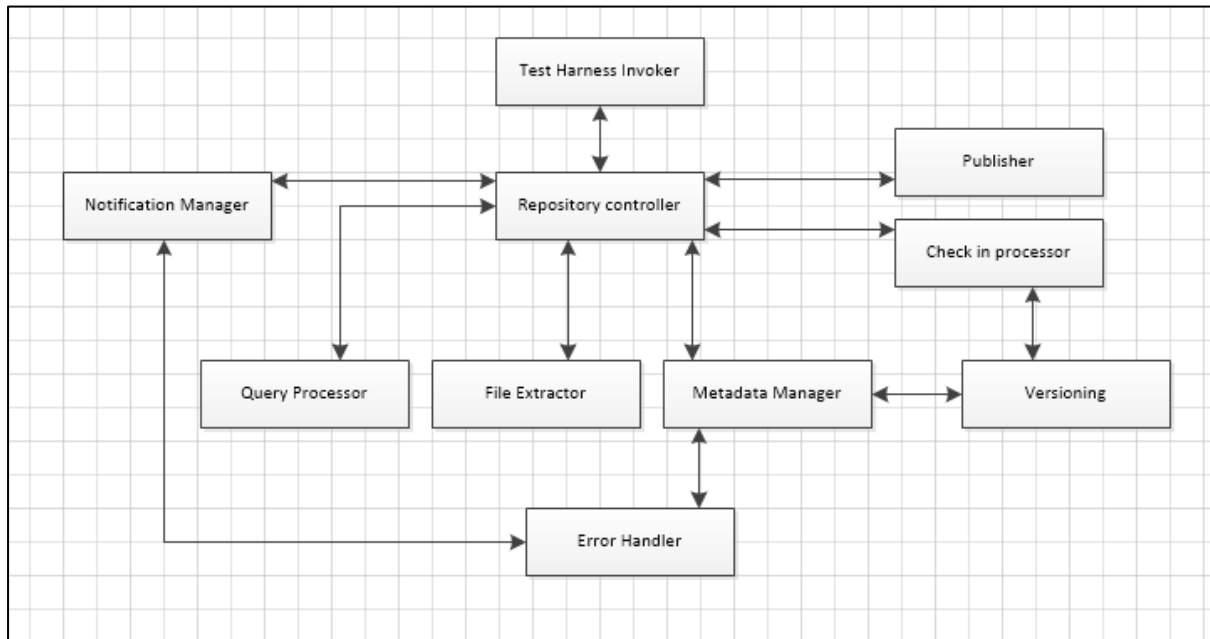 Test Harness Invoker
Publisher
Notification Manager
Repository controller
Check in processor
Query Processor
File Extractor
Metadata Manager
Versioning
Error Handler